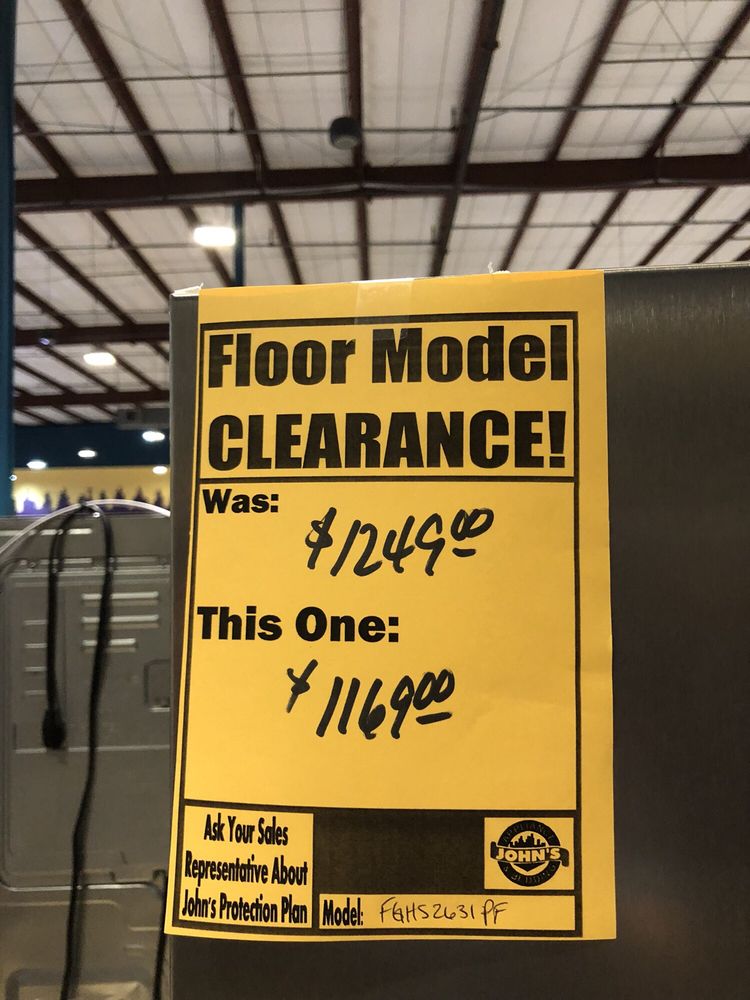 Floor Model
CLEARANCE!
Was:
$1249.00
This One:
$1169.00
Ask Your Sales
Representative About
John's Protection Plan
APPLIANCE
JOHN'S
Model: FGHS2631PF